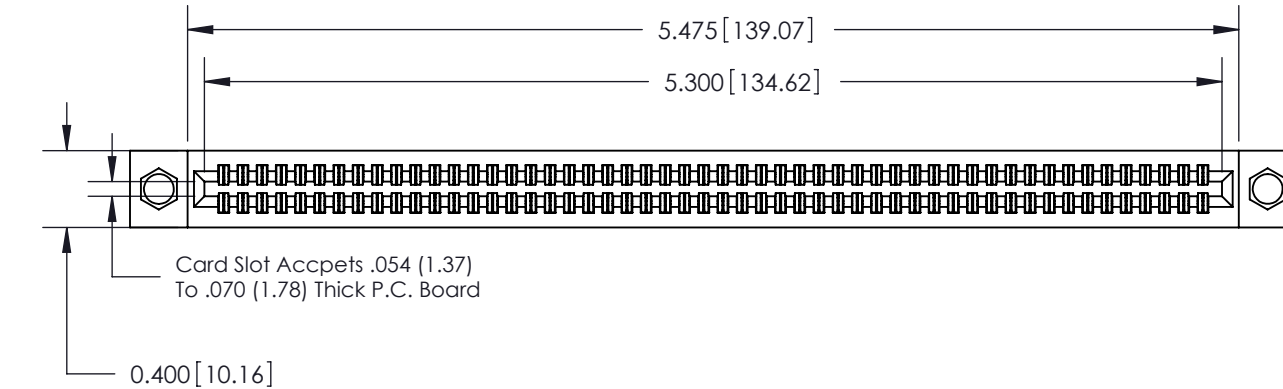 5.475[139.07]
5.300[134.62]
Card Slot Accpets .054 (1.37)
To .070 (1.78) Thick P.C. Board
0.400[10.16]